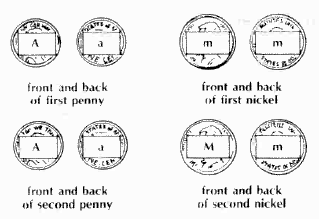 A a m m
front and back
of first penny
front and back
of first nickel
A a M m
front and back
of second penny
front and back
of second nickel